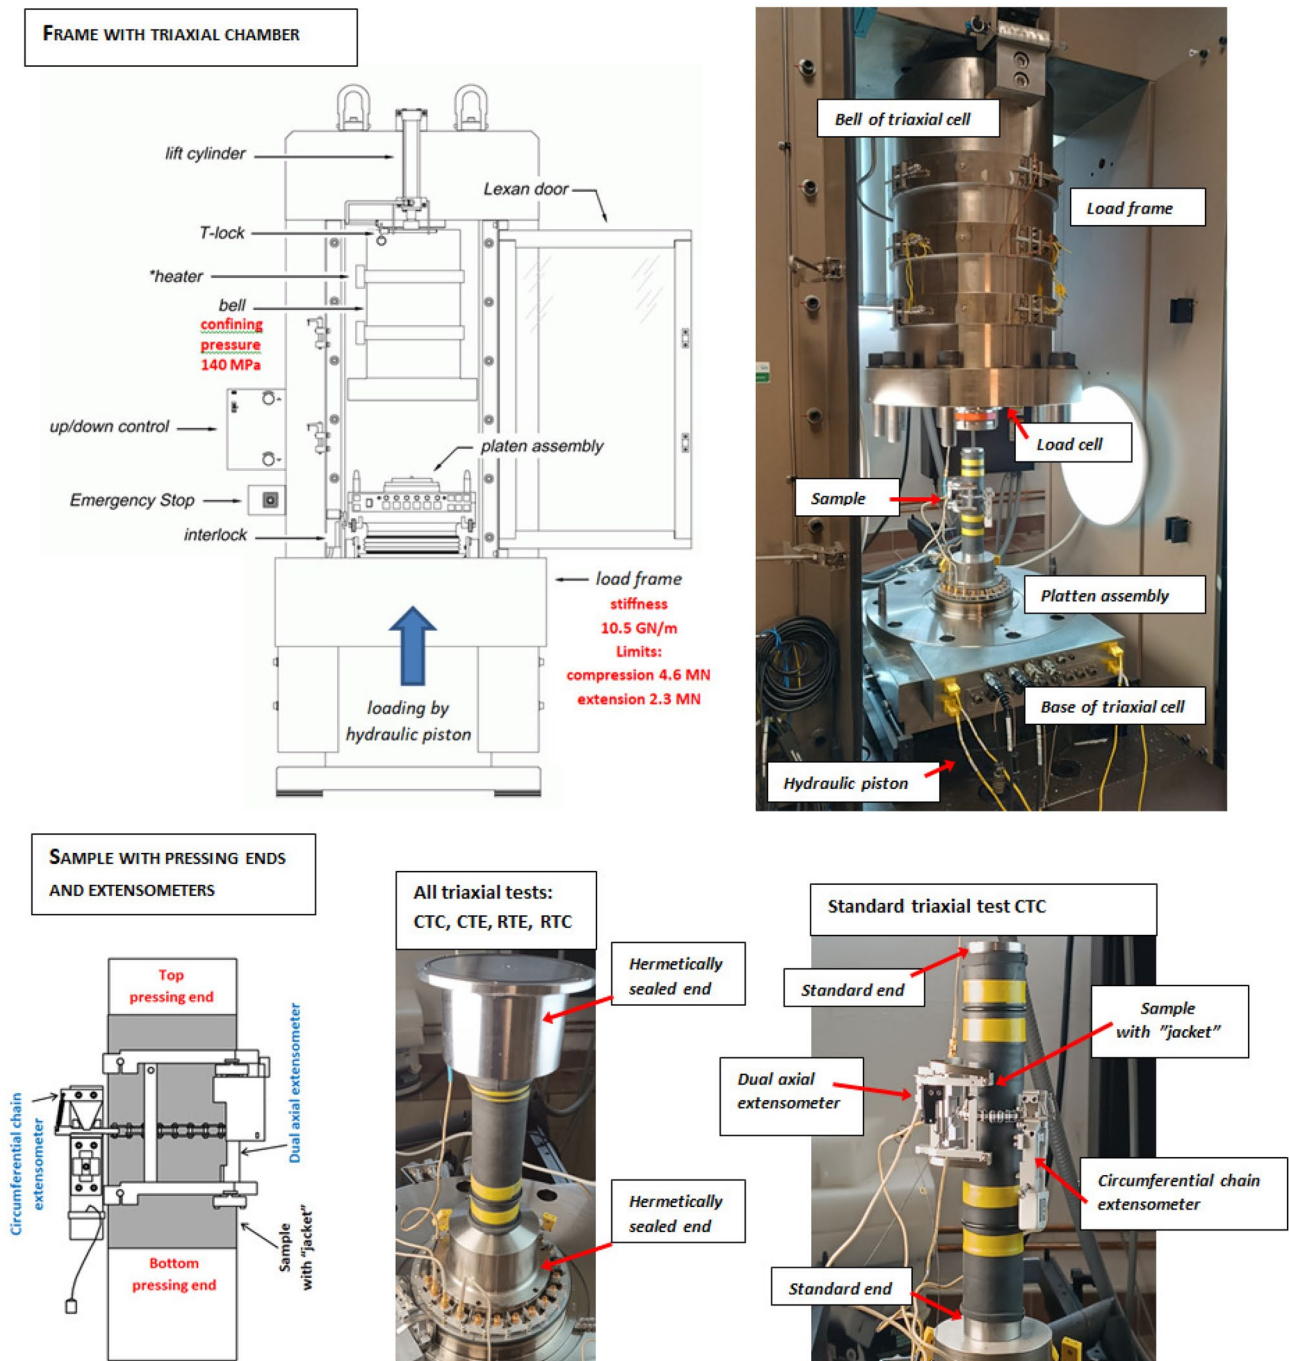 FRAME WITH TRIAXIAL CHAMBER
lift cylinder
Lexan door
T-lock
*heater
bell
confining
pressure
140 MPa
up/down control
platen assembly
Emergency Stop
interlock
load frame
stiffness
10.5 GN/m
Limits:
compression 4.6 MN
extension 2.3 MN
loading by
hydraulic piston
Bell of triaxial cell
Load frame
Load cell
Sample
Platten assembly
Base of triaxial cell
Hydraulic piston
SAMPLE WITH PRESSING ENDS
AND EXTENSOMETERS
Top
pressing end
Circumferential chain
extensometer
Dual axial extensometer
Sample
with "jacket"
Bottom
pressing end
All triaxial tests:
CTC, CTE, RTE, RTC
Hermetically
sealed end
Hermetically
sealed end
Standard triaxial test CTC
Standard end
Sample
with "jacket"
Dual axial
extensometer
Circumferential chain
extensometer
Standard end